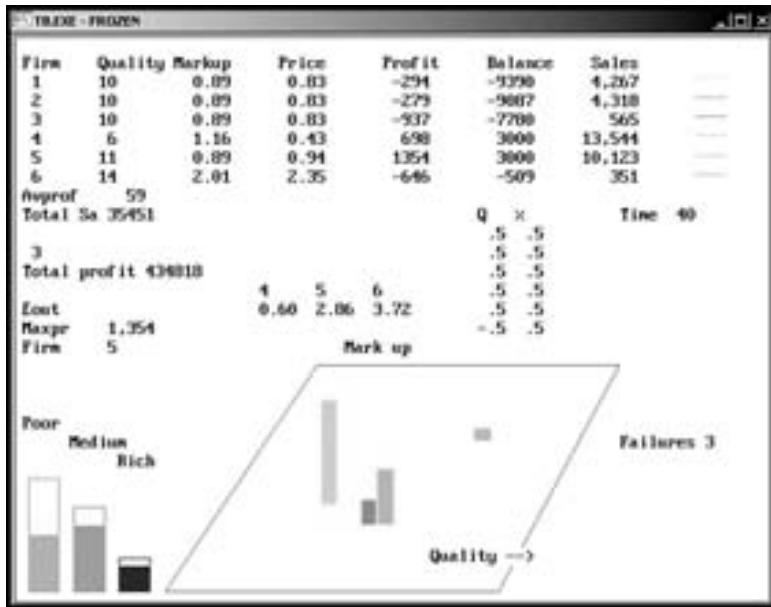 TB.EXE - FROZEN
Firm Quality Markup Price Profit Balance Sales
1 10 0.89 0.83 -294 -9390 4,267
2 10 0.89 0.83 -279 -9087 4,318
3 10 0.89 0.83 -937 -7780 565
4 6 1.16 0.43 698 3000 13,544
5 11 0.89 0.94 1354 3000 10,123
6 14 2.01 2.35 -646 -509 351
Avprof 59
Total Sa 35451 Q x Time 40
.5 .5
3 .5 .5
Total profit 434818 .5 .5
4 5 6 .5 .5
Eout 0.60 2.86 3.72 .5 .5
Maxpr 1,354 -.5 .5
Firm 5 Mark up
Poor
Medium Failures 3
Rich
Quality -->